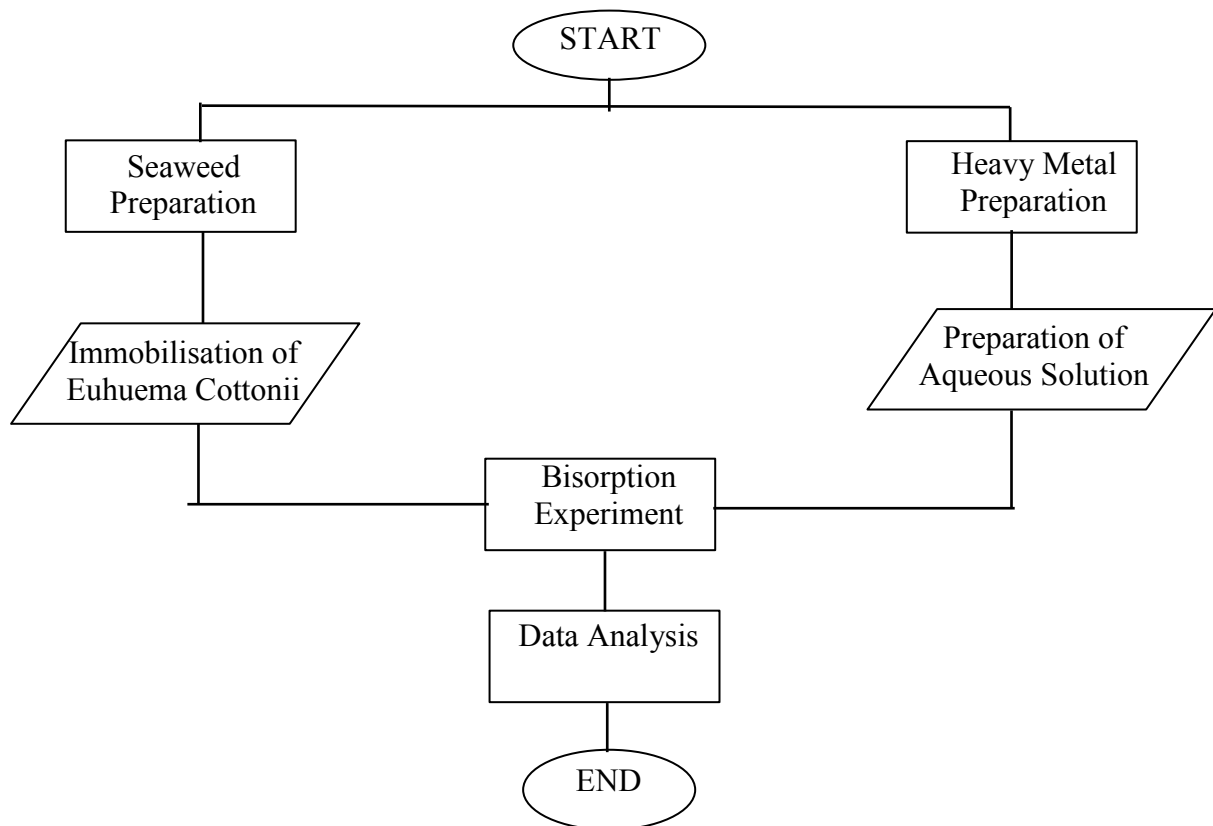 START
Seaweed
Preparation
Heavy Metal
Preparation
Immobilisation of
Euhuema Cottonii
Preparation of
Aqueous Solution
Bisorption
Experiment
Data Analysis
END